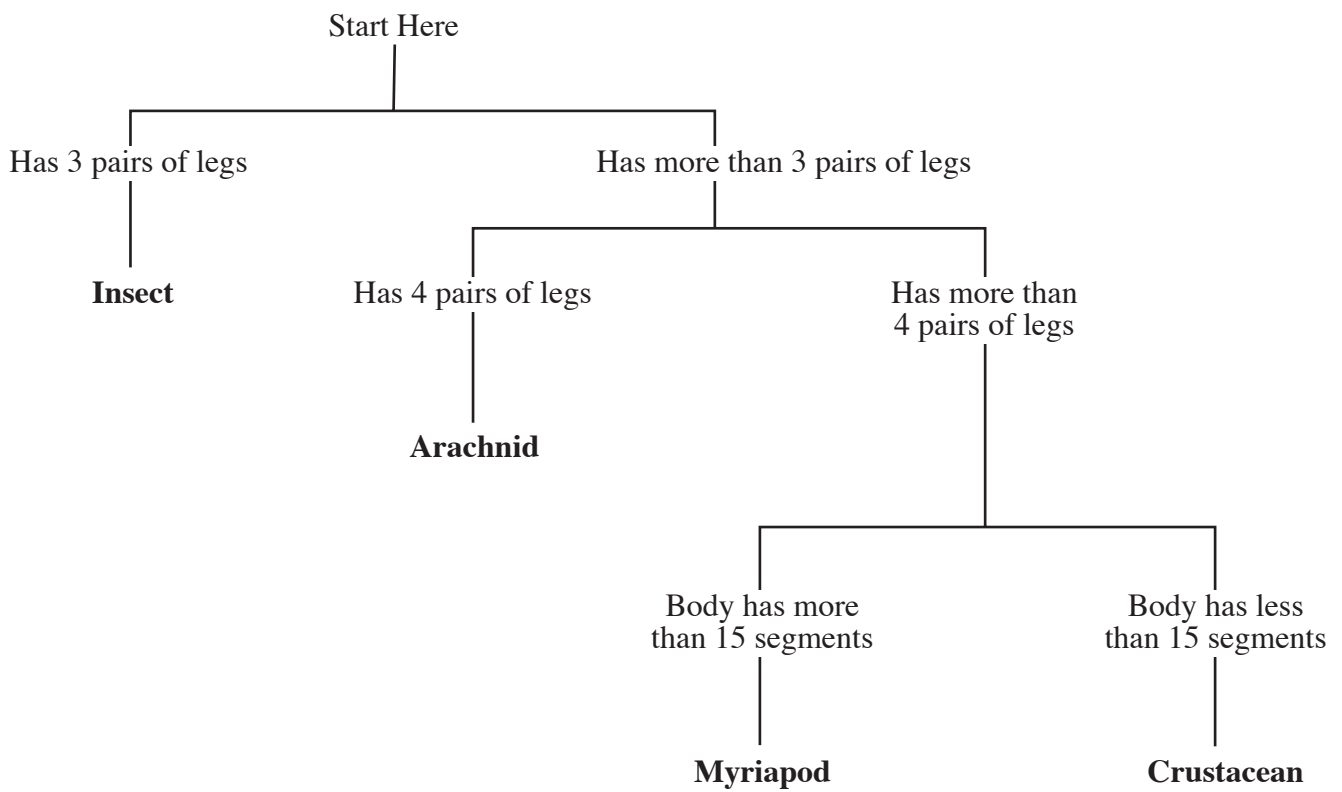 Start Here
Has 3 pairs of legs
Has more than 3 pairs of legs
Insect
Has 4 pairs of legs
Has more than
4 pairs of legs
Arachnid
Body has more
than 15 segments
Body has less
than 15 segments
Myriapod
Crustacean